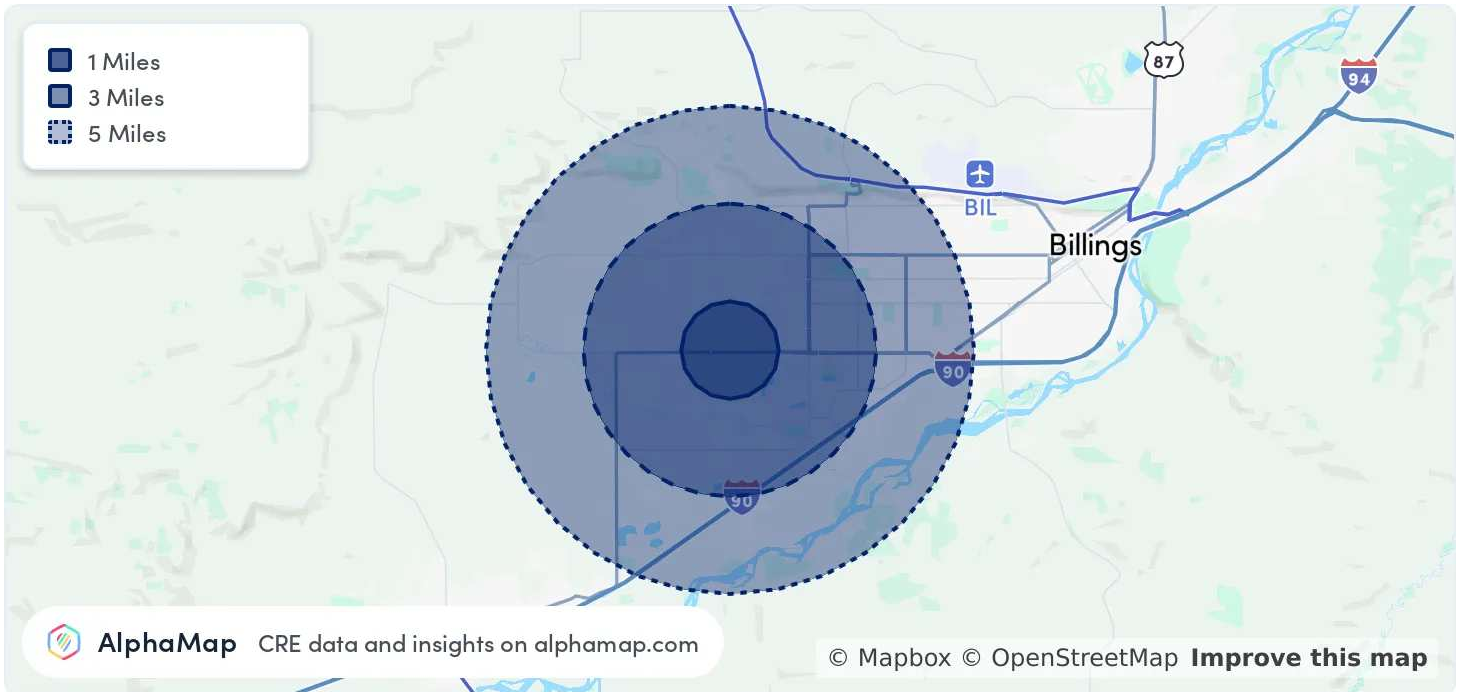 1 Miles
3 Miles
5 Miles
87
94
BIL
Billings
90
90
AlphaMap CRE data and insights on alphamap.com
© Mapbox © OpenStreetMap Improve this map